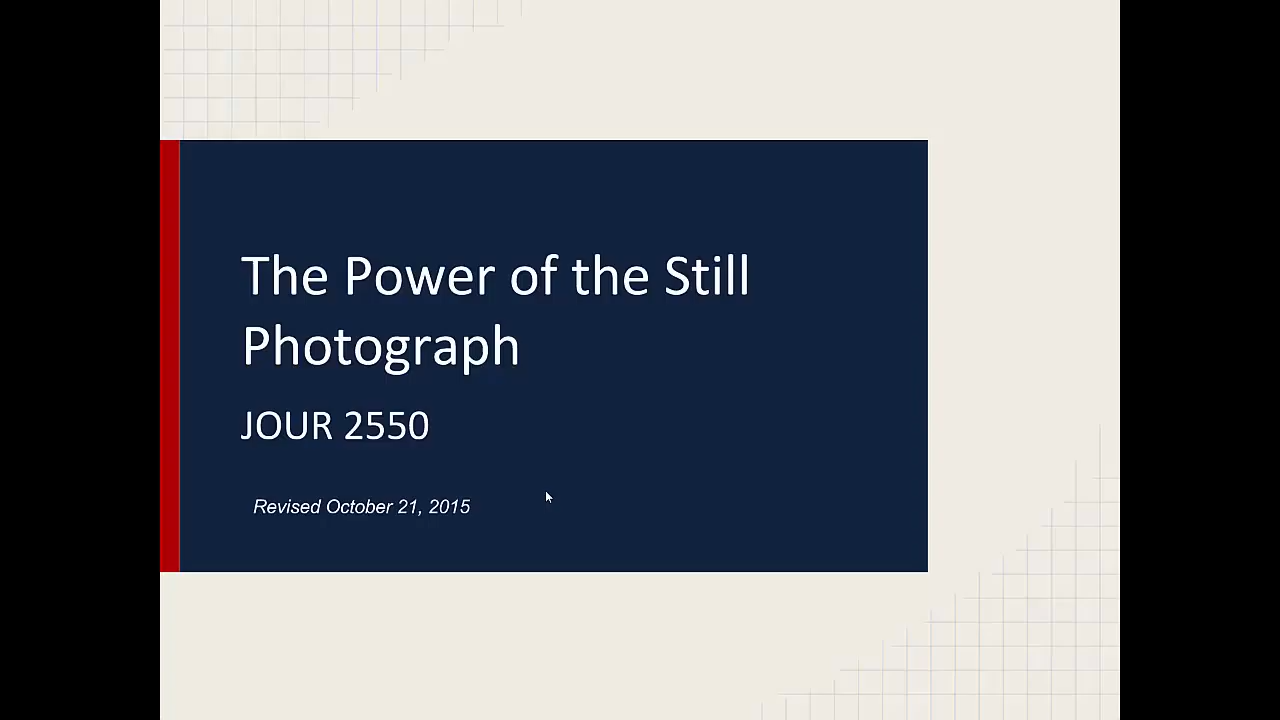 The Power of the Still
Photograph
JOUR 2550
Revised October 21, 2015